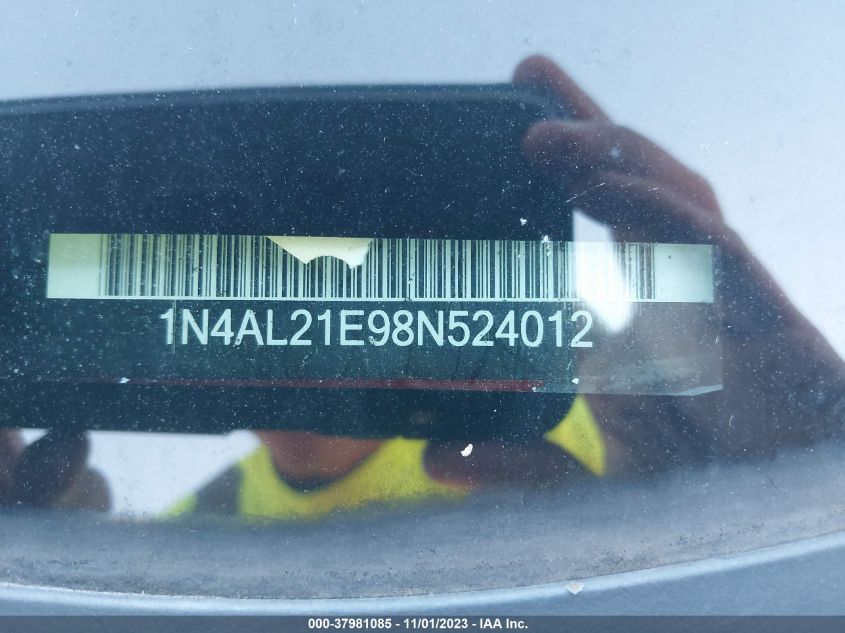 1N4AL21E98N524012
000-37981085 - 11/01/2023 - IAA Inc.